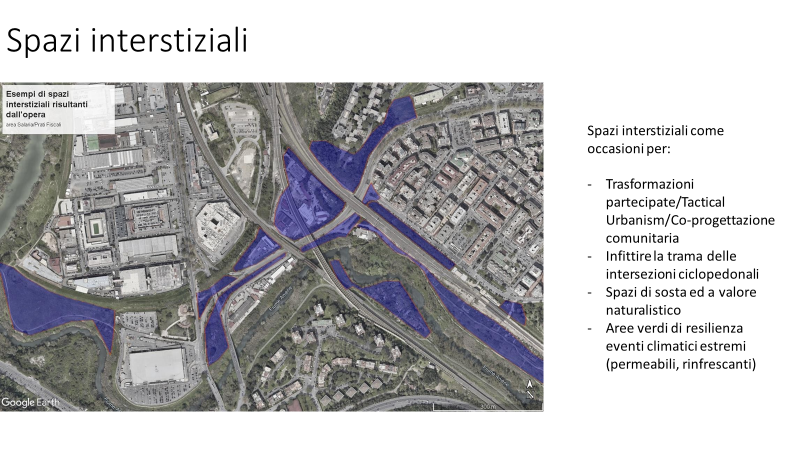 Spazi interstiziali
Esempi di spazi
interstiziali risultanti
dall'opera
area Salaria/Prati Fiscali
Google Earth
Spazi interstiziali come
occasioni per:
- Trasformazioni
partecipate/Tactical
Urbanism/Co-progettazione
comunitaria
- Infittire la trama delle
intersezioni ciclopedonali
- Spazi di sosta ed a valore
naturalistico
- Aree verdi di resilienza
eventi climatici estremi
(permeabili, rinfrescanti)